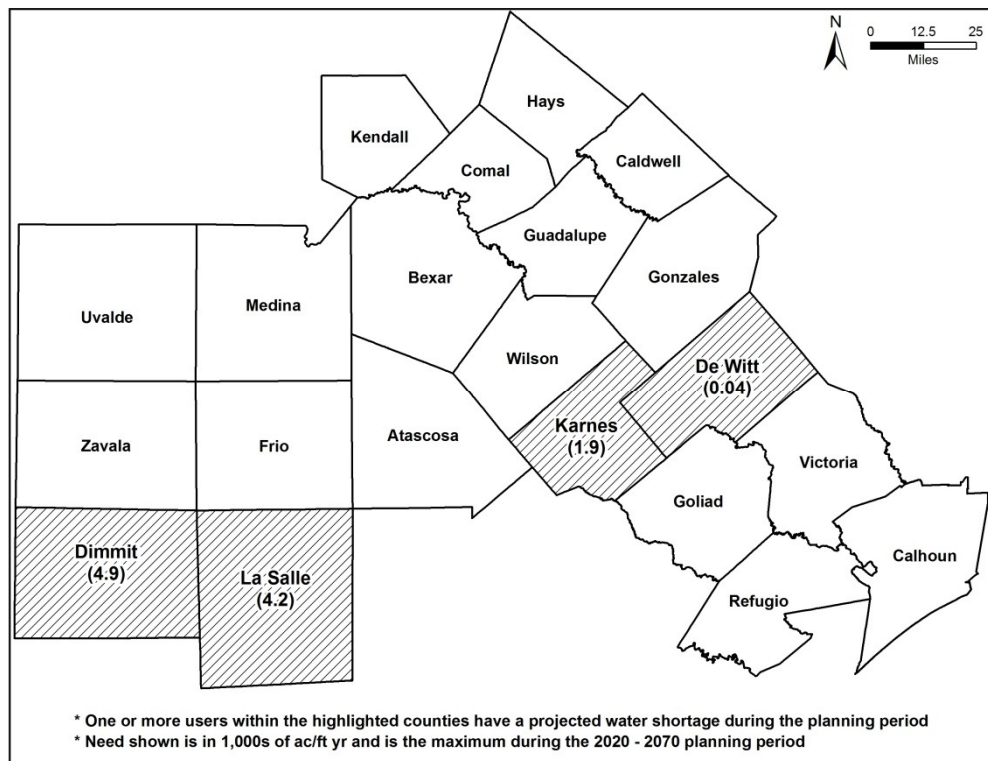 N
0 12.5 25
Miles
Hays
Kendall
Caldwell
Comal
Guadalupe
Bexar
Gonzales
Medina
Uvalde
Wilson
De Witt
(0.04)
Karnes
(1.9)
Atascosa
Zavala
Frio
Victoria
Goliad
Dimmit
(4.9)
La Salle
(4.2)
Calhoun
Refugio
* One or more users within the highlighted counties have a projected water shortage during the planning period
* Need shown is in 1,000s of ac/ft yr and is the maximum during the 2020 - 2070 planning period